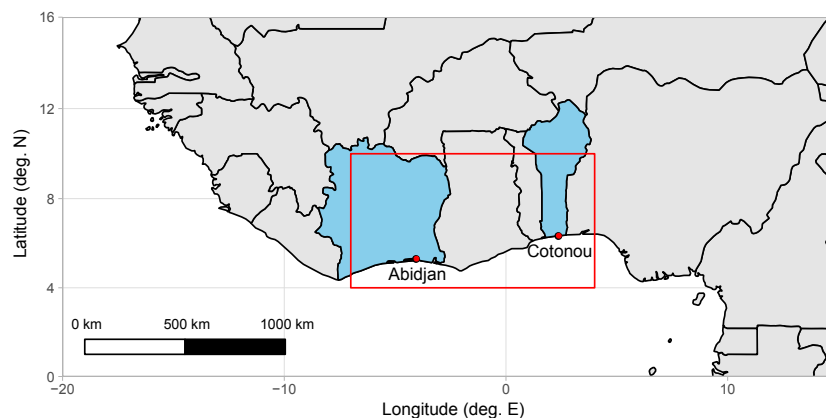 16
12
8
4
0
Latitude (deg. N)
Cotonou
Abidjan
0 km 500 km 1000 km
−20 −10 0 10
Longitude (deg. E)